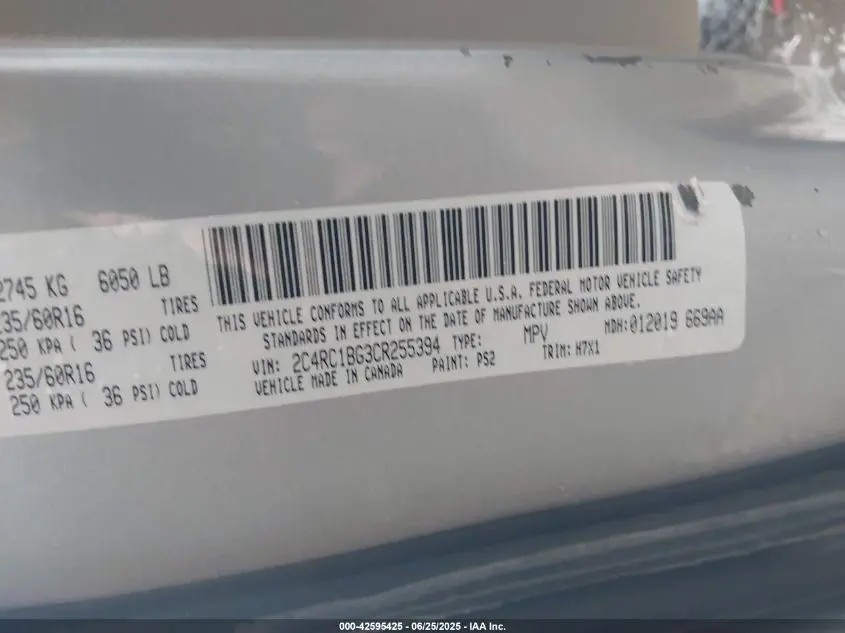 2745 KG 6050 LB
235/60R16 TIRES
250 KPA ( 36 PSI) COLD
235/60R16 TIRES
250 KPA ( 36 PSI) COLD
THIS VEHICLE CONFORMS TO ALL APPLICABLE U.S.A. FEDERAL MOTOR VEHICLE SAFETY
STANDARDS IN EFFECT ON THE DATE OF MANUFACTURE SHOWN ABOVE.
VIN: 2C4RC1BG3CR255394 TYPE: MPV MDH:012019 669AA
VEHICLE MADE IN CANADA PAINT: PS2 TRIM: H7X1
000-42595425 - 06/25/2025 - IAA Inc.